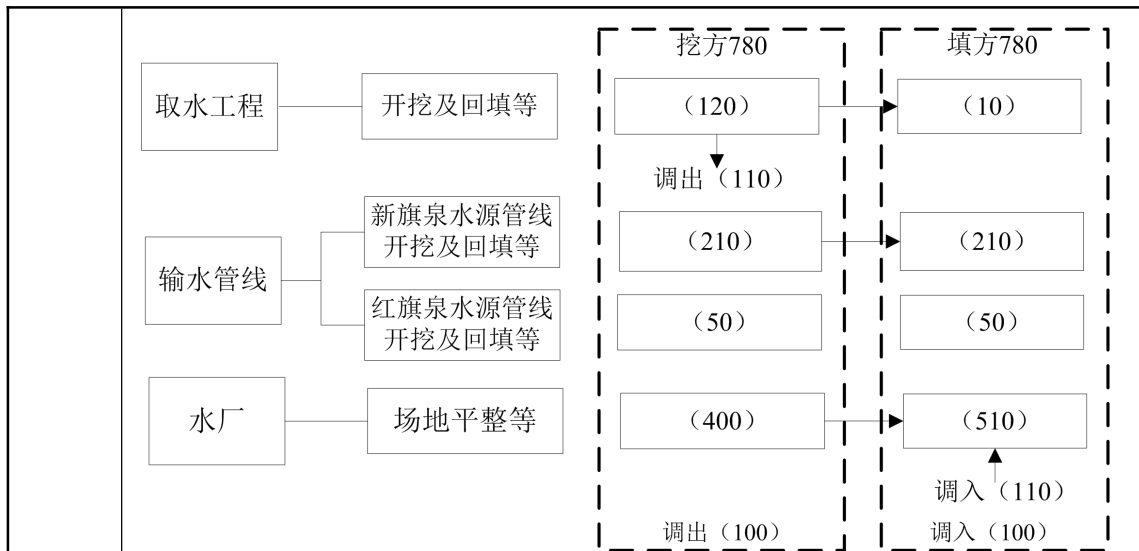 挖方780
填方780
取水工程
开挖及回填等
（120）
（10）
调出（110）
新旗泉水源管线
开挖及回填等
（210）
（210）
输水管线
红旗泉水源管线
开挖及回填等
（50）
（50）
水厂
场地平整等
（400）
（510）
调入（110）
调出（100）
调入（100）